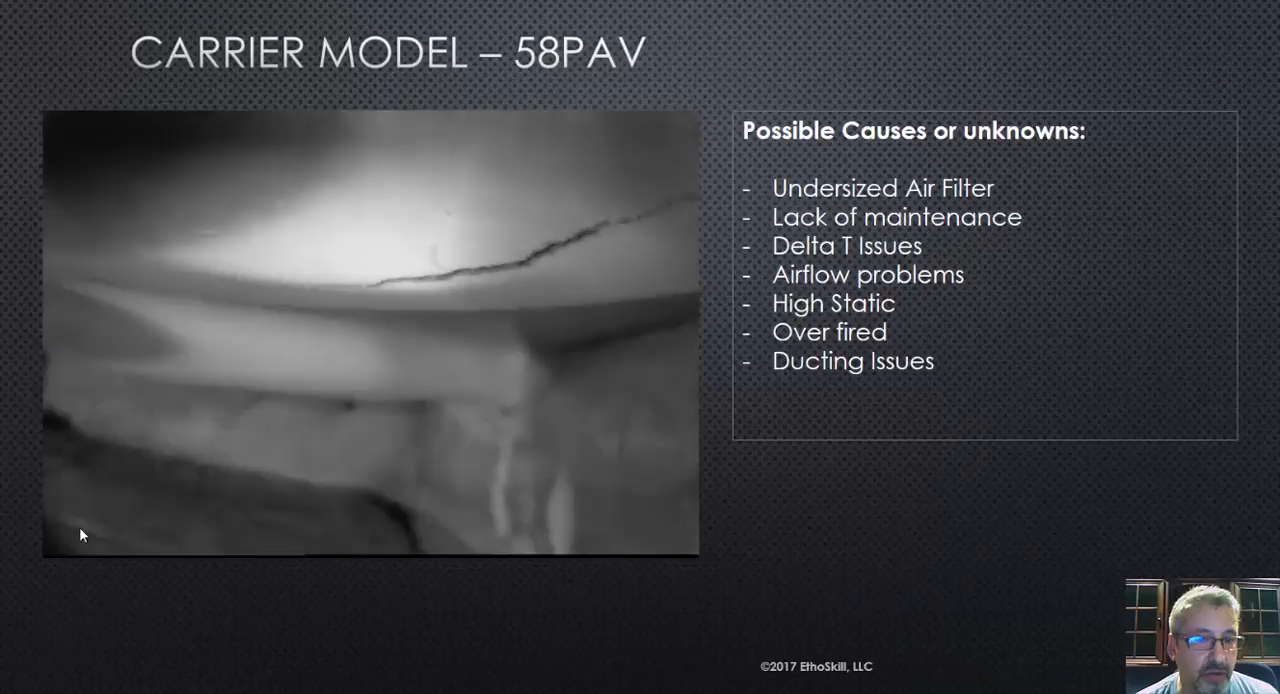 CARRIER MODEL – 58PAV
Possible Causes or unknowns:
- Undersized Air Filter
- Lack of maintenance
- Delta T Issues
- Airflow problems
- High Static
- Over fired
- Ducting Issues
©2017 EthoSkill, LLC